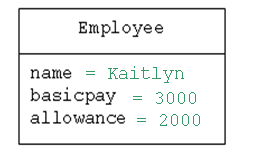 Employee
name = Kaitlyn
basicpay = 3000
allowance = 2000